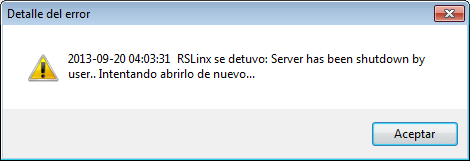 Detalle del error
2013-09-20 04:03:31  RSLinx se detuvo: Server has been shutdown by
user.. Intentando abrirlo de nuevo...
Aceptar